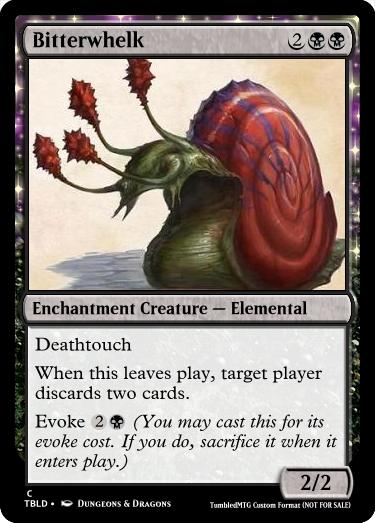 Bitterwhelk 2
Enchantment Creature — Elemental
Deathtouch
When this leaves play, target player
discards two cards.
Evoke 2 (You may cast this for its
evoke cost. If you do, sacrifice it when it
enters play.)
2/2
C
TBLD • DUNGEONS & DRAGONS
TumbledMTG Custom Format (NOT FOR SALE)